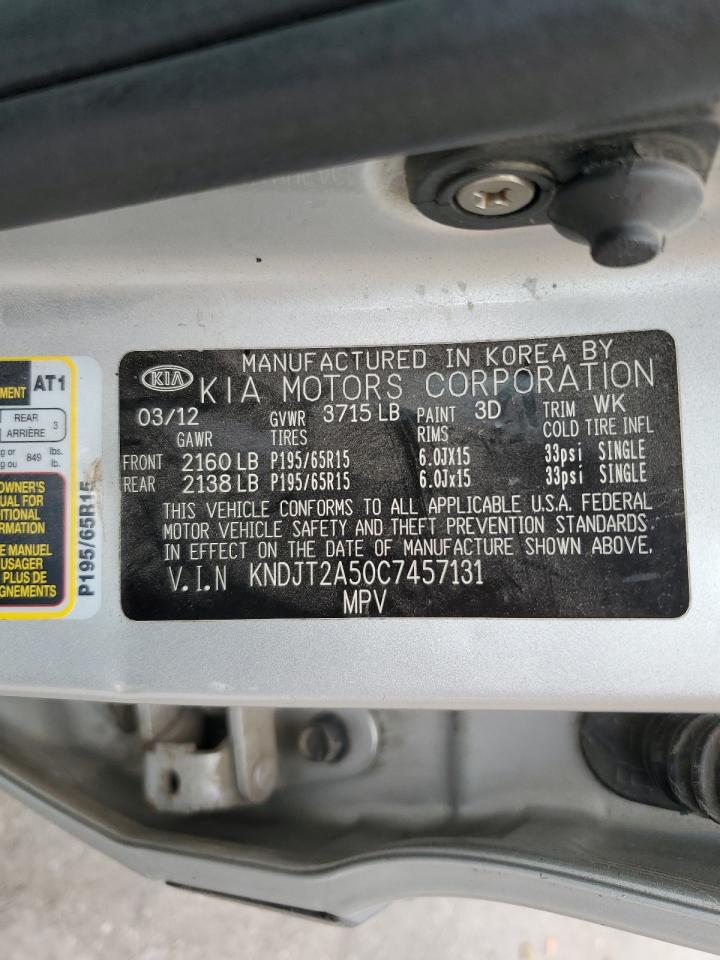 MENT AT1
REAR
ARRIÈRE 3
849 lbs.
ou lb.
OWNER'S
UAL FOR
ITIONAL
RMATION
E MANUEL
USAGER
PLUS DE
GNEMENTS
P195/65R15
KIA
MANUFACTURED IN KOREA BY
KIA MOTORS CORPORATION
03/12 GVWR 3715 LB PAINT 3D TRIM WK
GAWR TIRES RIMS COLD TIRE INFL
FRONT 2160 LB P195/65R15 6.0JX15 33psi SINGLE
REAR 2138 LB P195/65R15 6.0Jx15 33psi SINGLE
THIS VEHICLE CONFORMS TO ALL APPLICABLE U.S.A. FEDERAL
MOTOR VEHICLE SAFETY AND THEFT PREVENTION STANDARDS
IN EFFECT ON THE DATE OF MANUFACTURE SHOWN ABOVE.
V.I.N KNDJT2A50C7457131
MPV